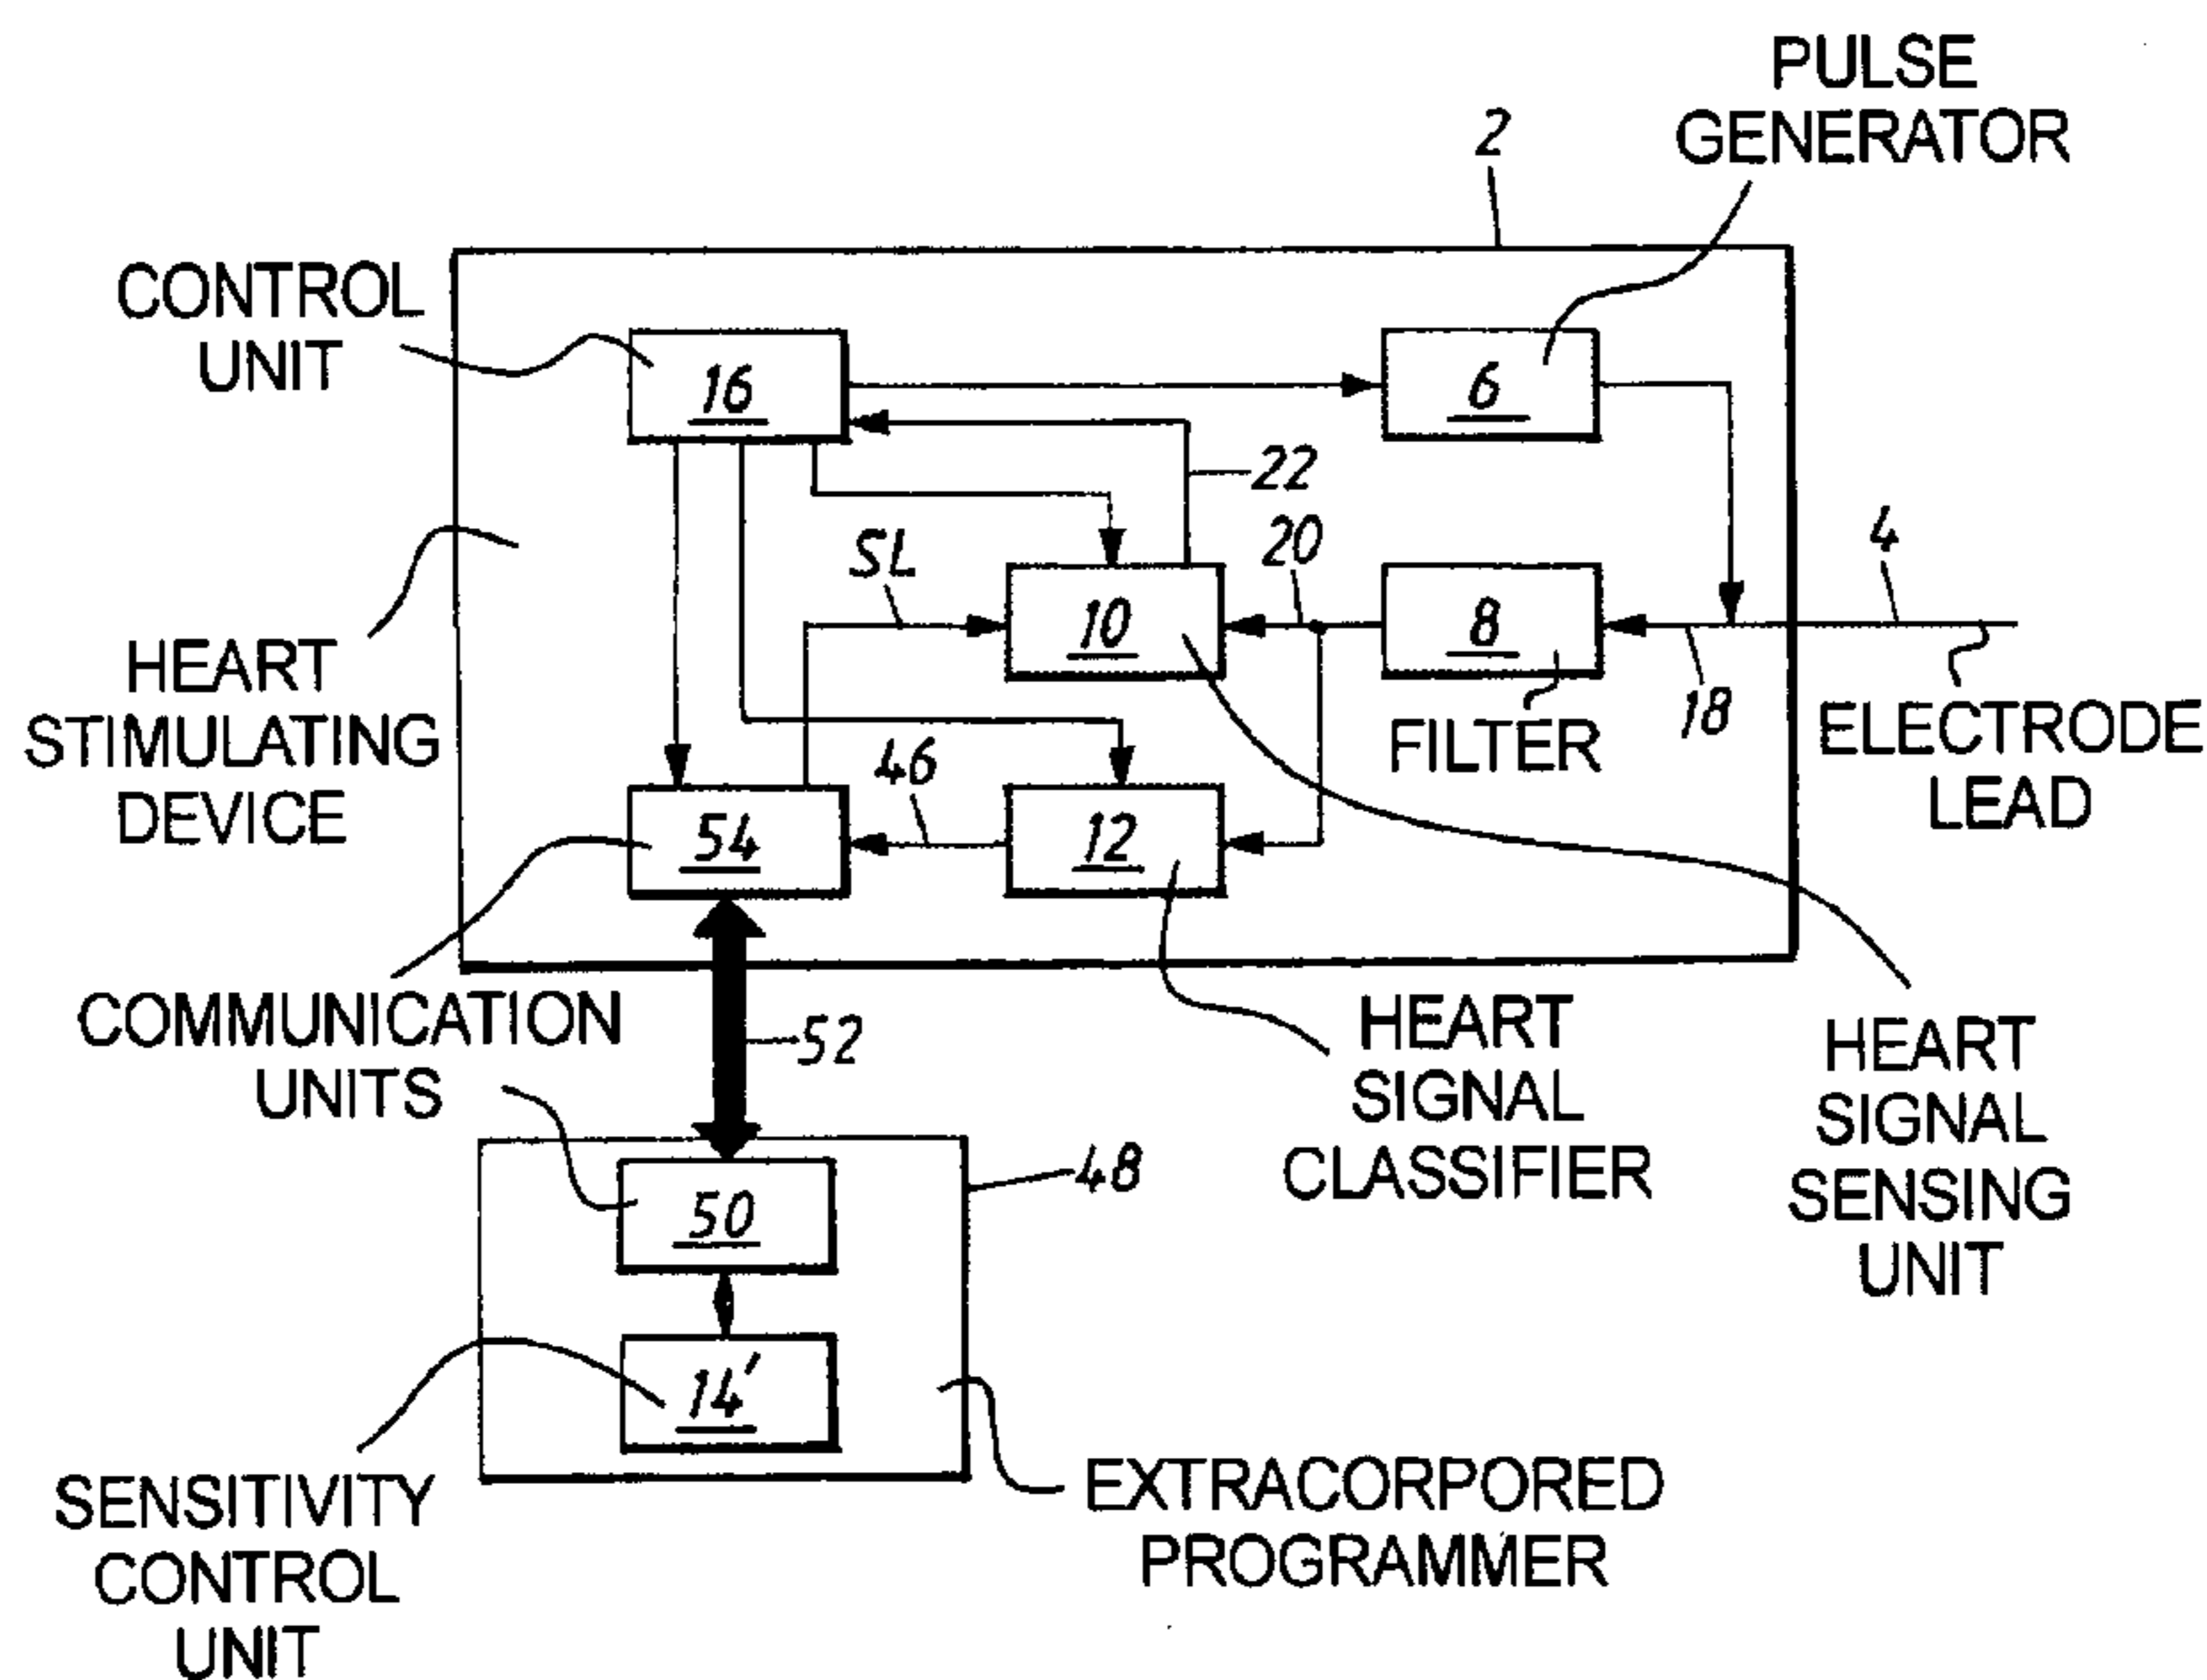 PULSE
GENERATOR
2
CONTROL
UNIT
16
6
22
20
4
SL
10
8
18
HEART
STIMULATING
DEVICE
FILTER
ELECTRODE
LEAD
46
54
12
COMMUNICATION
UNITS
52
HEART
SIGNAL
CLASSIFIER
HEART
SIGNAL
SENSING
UNIT
48
50
14'
SENSITIVITY
CONTROL
UNIT
EXTRACORPORED
PROGRAMMER